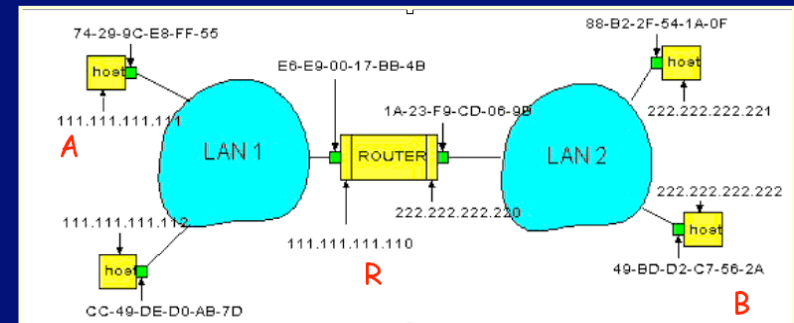 74-29-9C-E8-FF-55
88-B2-2F-54-1A-0F
host
E6-E9-00-17-BB-4B
host
111.111.111.111
1A-23-F9-CD-06-9B
222.222.222.221
A
LAN 1
ROUTER
LAN 2
111.111.111.112
222.222.222.220
222.222.222.222
111.111.111.110
host
host
R
49-BD-D2-C7-56-2A
CC-49-DE-D0-AB-7D
B